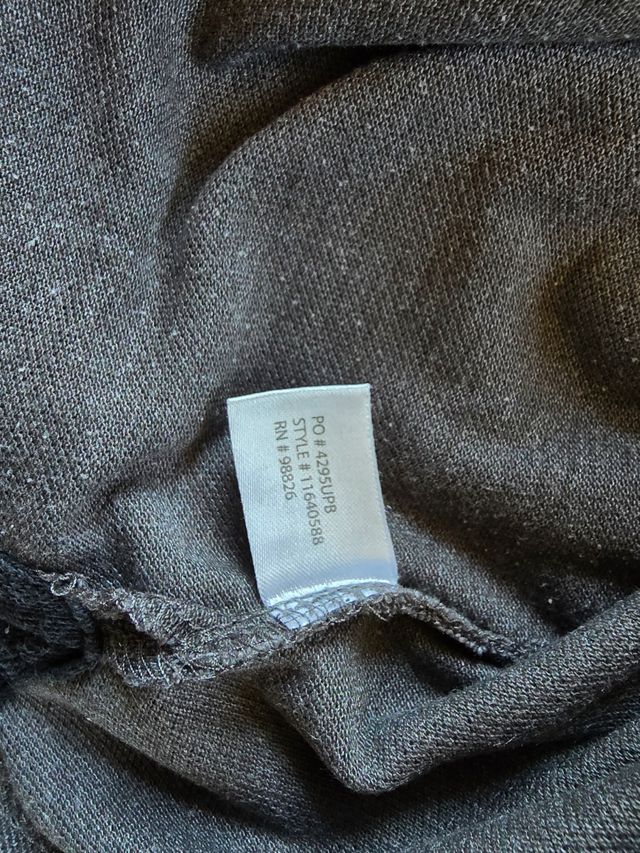 PO # 4295UPB
STYLE # 11640588
RN # 98826